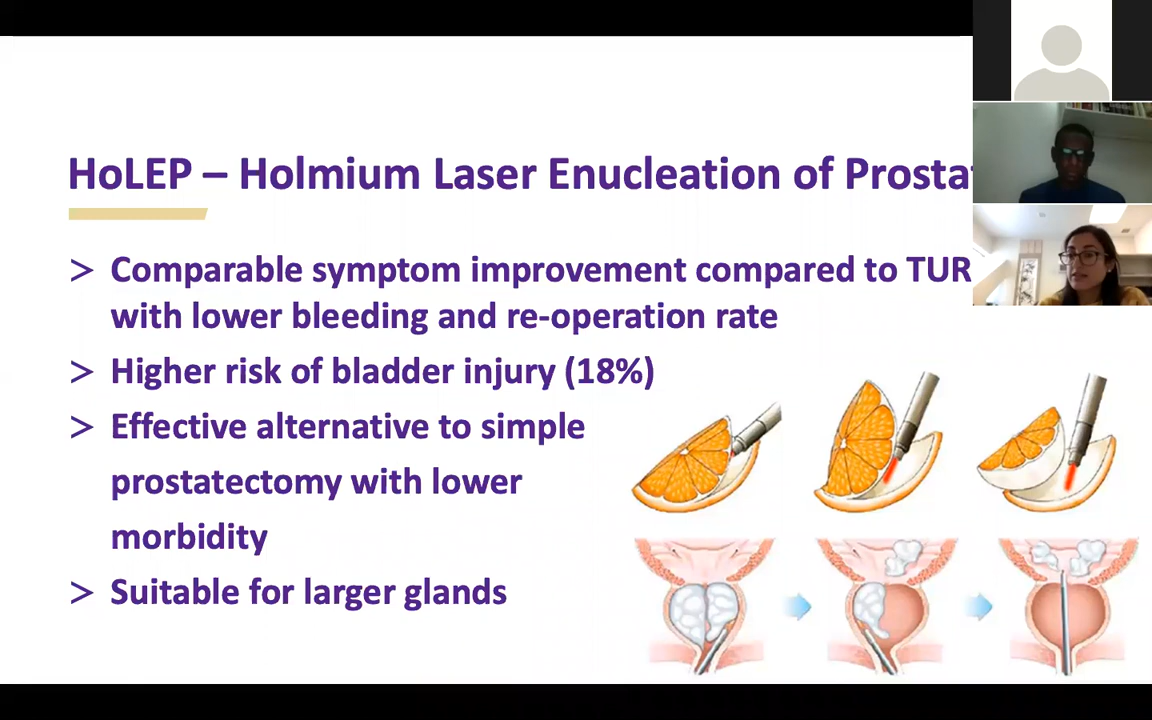 HoLEP – Holmium Laser Enucleation of
> Comparable symptom improvement compared to TUR
with lower bleeding and re-operation rate
> Higher risk of bladder injury (18%)
> Effective alternative to simple
prostatectomy with lower
morbidity
> Suitable for larger glands